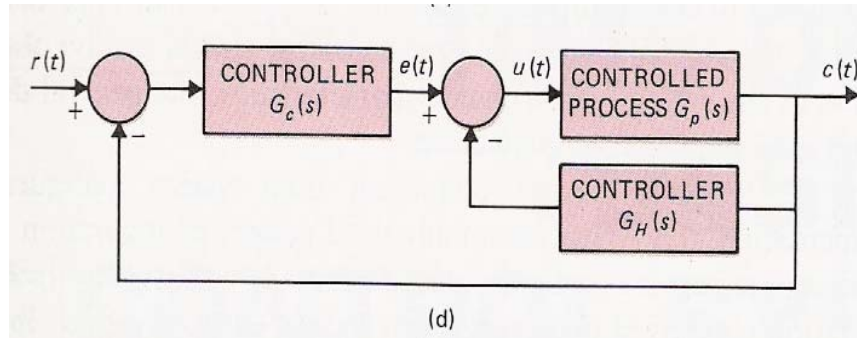 r(t)
+
−
CONTROLLER
G_c(s)
e(t)
+
−
u(t)
CONTROLLED
PROCESS G_p(s)
c(t)
CONTROLLER
G_H(s)
(d)